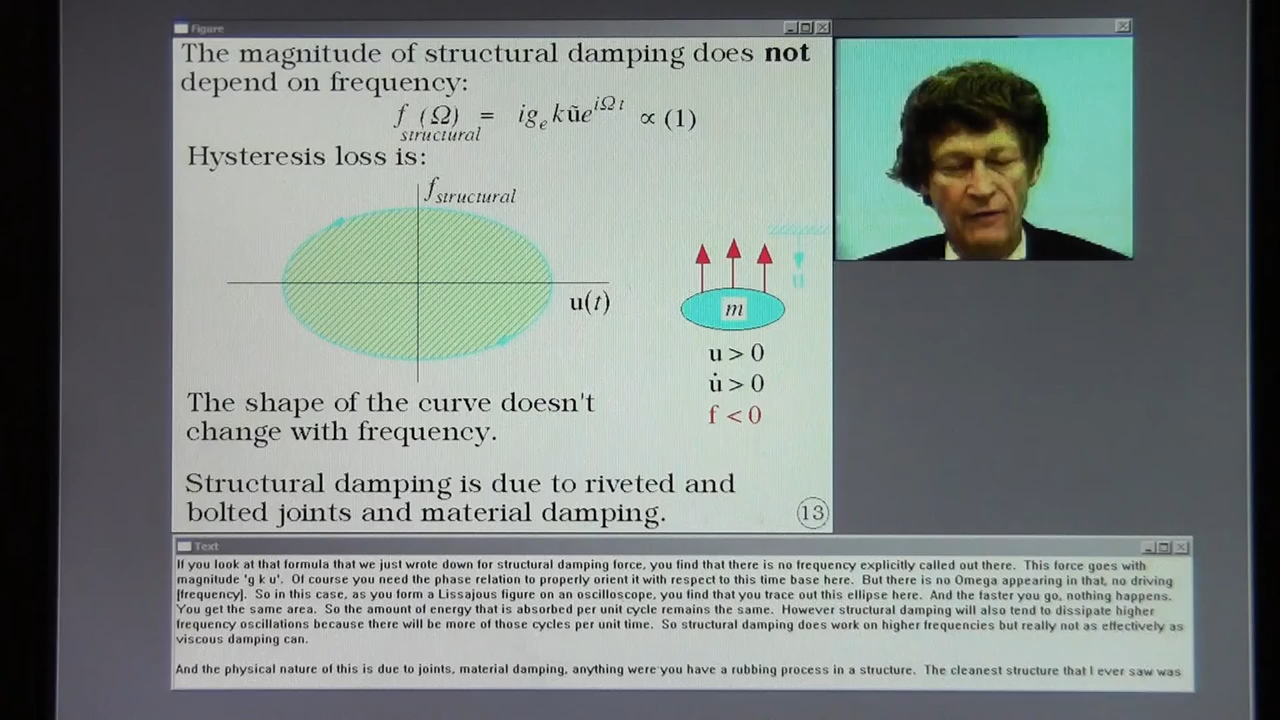 Figure
The magnitude of structural damping does not
depend on frequency:
f (Ω) = ig_e kũe^{iΩt} ∝ (1)
structural
Hysteresis loss is:
f_structural
u(t)
m
u
u > 0
u̇ > 0
f < 0
The shape of the curve doesn't
change with frequency.
Structural damping is due to riveted and
bolted joints and material damping.
13
Text
If you look at that formula that we just wrote down for structural damping force, you find that there is no frequency explicitly called out there. This force goes with
magnitude 'g k u'. Of course you need the phase relation to properly orient it with respect to this time base here. But there is no Omega appearing in that, no driving
[frequency]. So in this case, as you form a Lissajous figure on an oscilloscope, you find that you trace out this ellipse here. And the faster you go, nothing happens.
You get the same area. So the amount of energy that is absorbed per unit cycle remains the same. However structural damping will also tend to dissipate higher
frequency oscillations because there will be more of those cycles per unit time. So structural damping does work on higher frequencies but really not as effectively as
viscous damping can.
And the physical nature of this is due to joints, material damping, anything were you have a rubbing process in a structure. The cleanest structure that I ever saw was